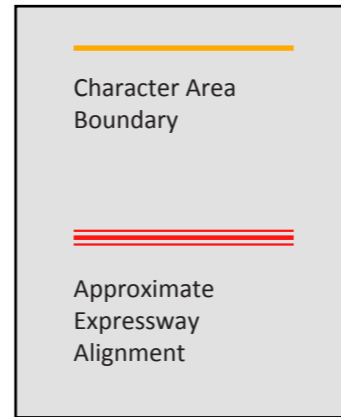 Character Area
Boundary
Approximate
Expressway
Alignment